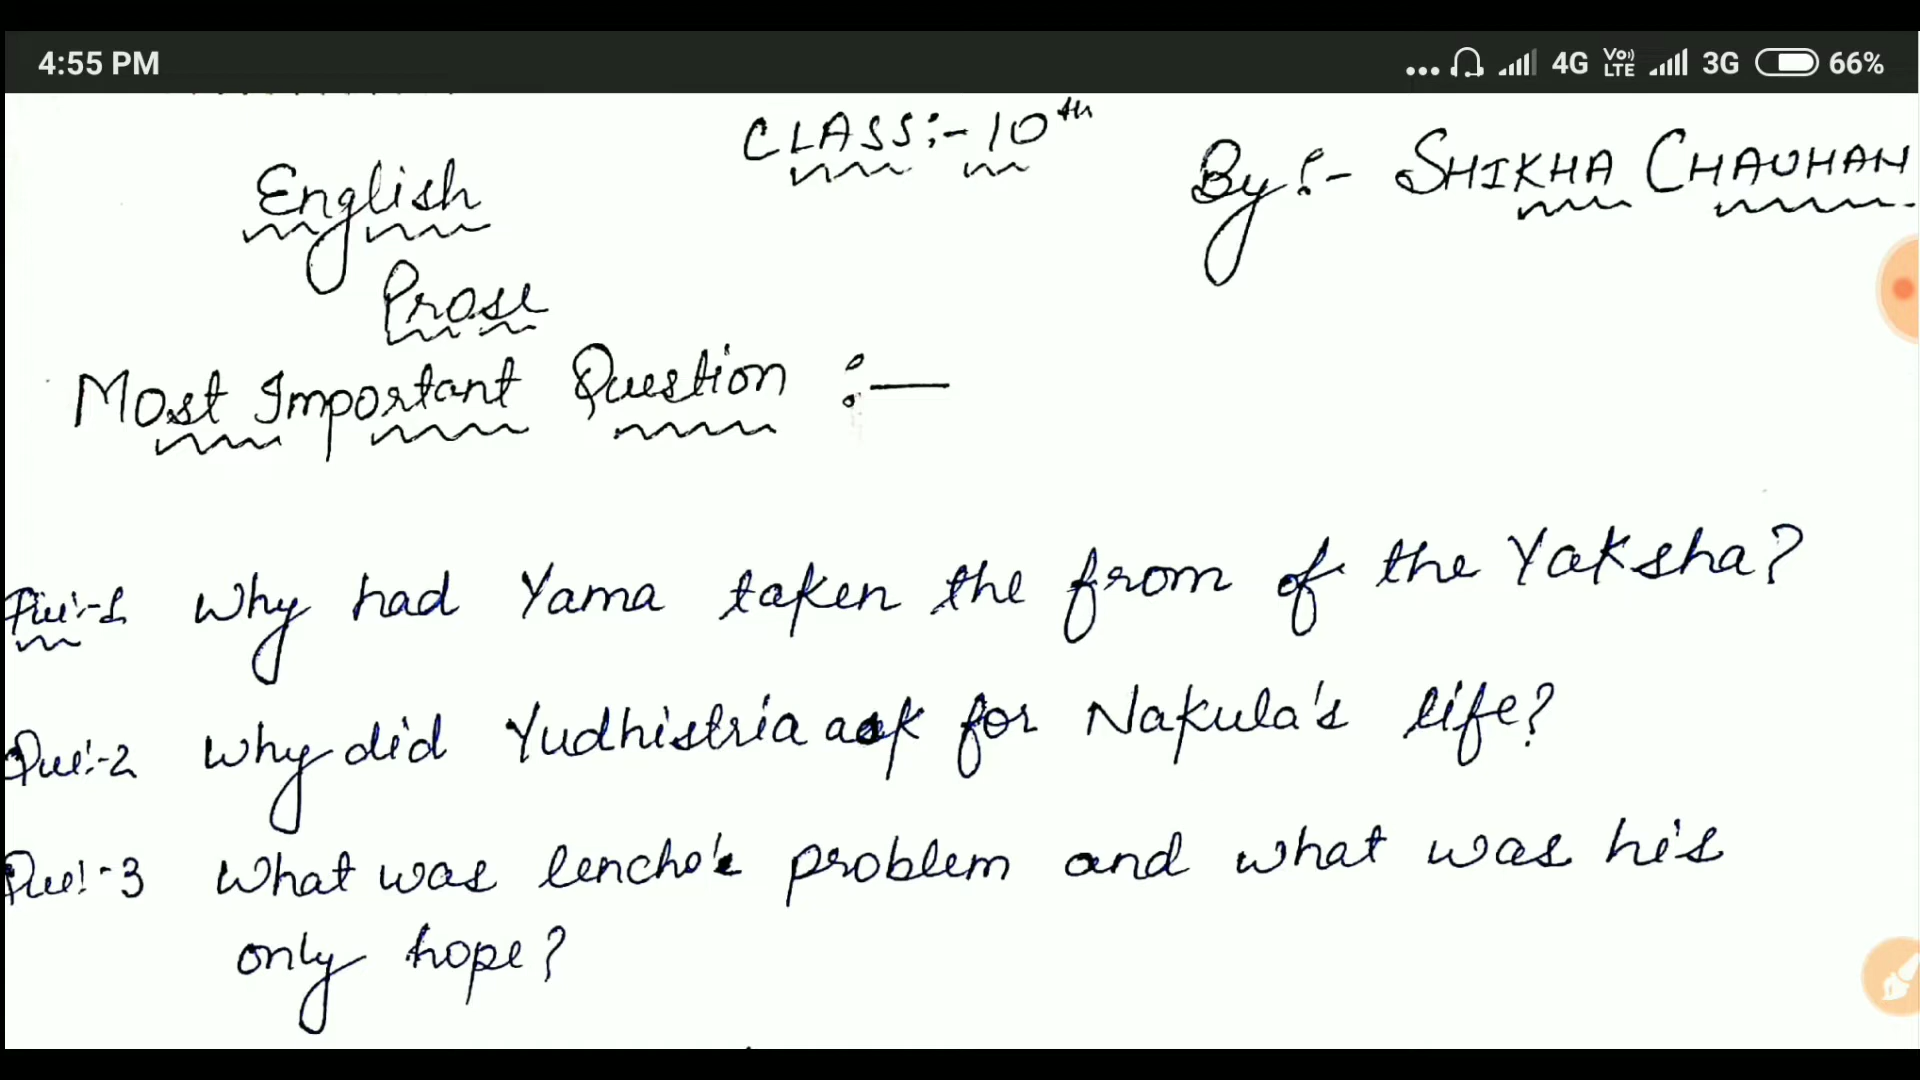 4:55 PM ... 4G VoLTE 3G 66%
CLASS:- 10th
English
By:- SHIKHA CHAUHAN
Prose
Most Important Question :—
Que:-1 Why had Yama taken the from of the Yaksha?
Que:-2 Why did Yudhistria ask for Nakula's life?
Que:-3 What was lencho's problem and what was his
only hope?